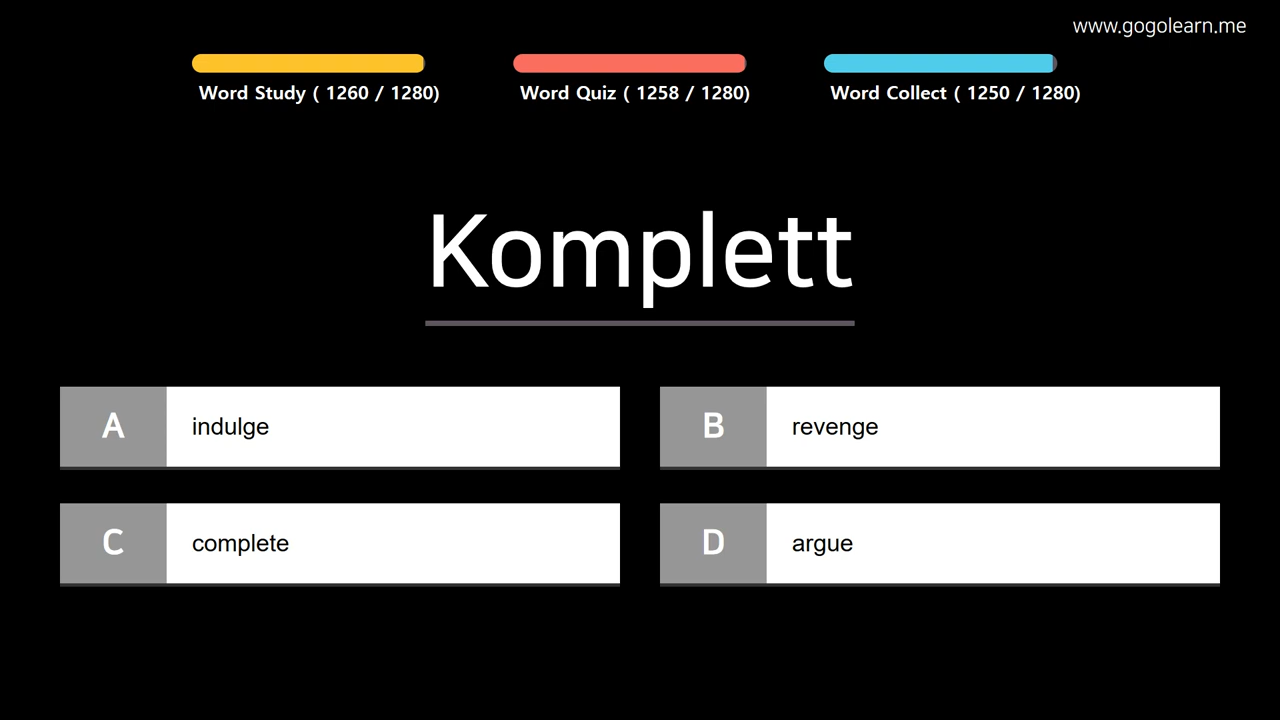 www.gogolearn.me
Word Study ( 1260 / 1280)
Word Quiz ( 1258 / 1280)
Word Collect ( 1250 / 1280)
Komplett
A indulge
B revenge
C complete
D argue